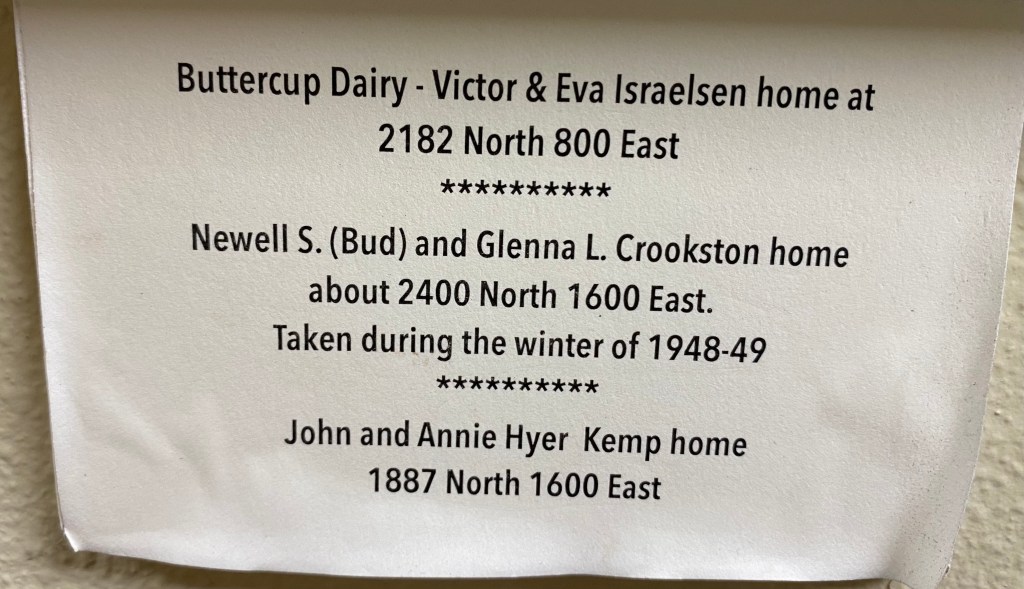 Buttercup Dairy - Victor & Eva Israelsen home at
2182 North 800 East
**********
Newell S. (Bud) and Glenna L. Crookston home
about 2400 North 1600 East.
Taken during the winter of 1948-49
**********
John and Annie Hyer  Kemp home
1887 North 1600 East